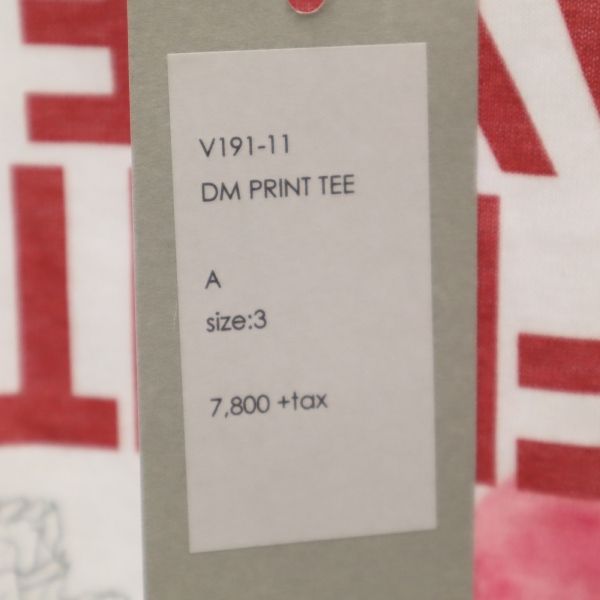 V191-11
DM PRINT TEE
A
size:3
7,800 +tax